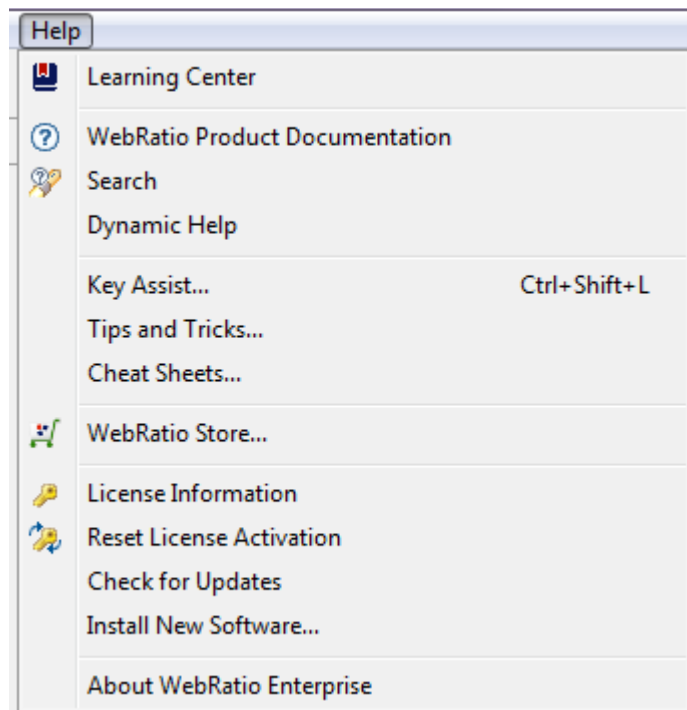 Help
Learning Center
WebRatio Product Documentation
Search
Dynamic Help
Key Assist... Ctrl+Shift+L
Tips and Tricks...
Cheat Sheets...
WebRatio Store...
License Information
Reset License Activation
Check for Updates
Install New Software...
About WebRatio Enterprise